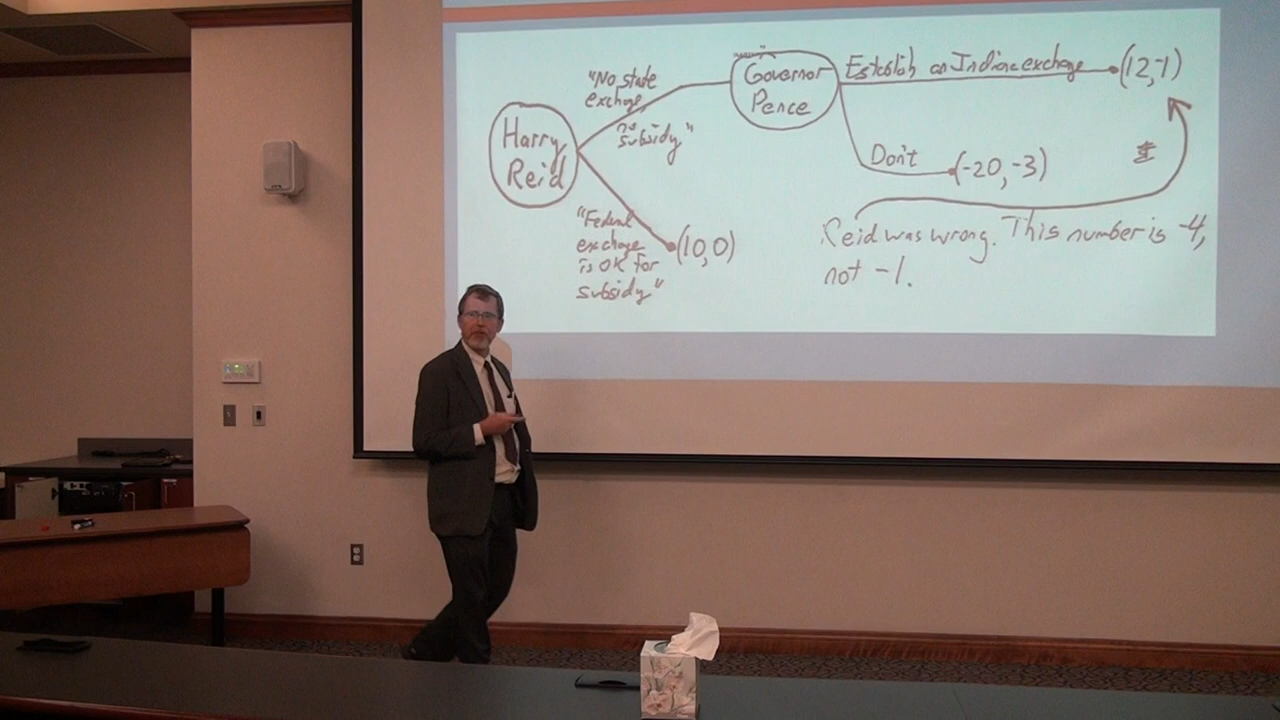 Harry
Reid
"No state
exchange
no
subsidy"
"Federal
exchange
is OK for
subsidy"
(10,0)
Governor
Pence
Establish an Indiana exchange
(12,-1)
Don't
(-20,-3)
Reid was wrong. This number is -4,
not -1.